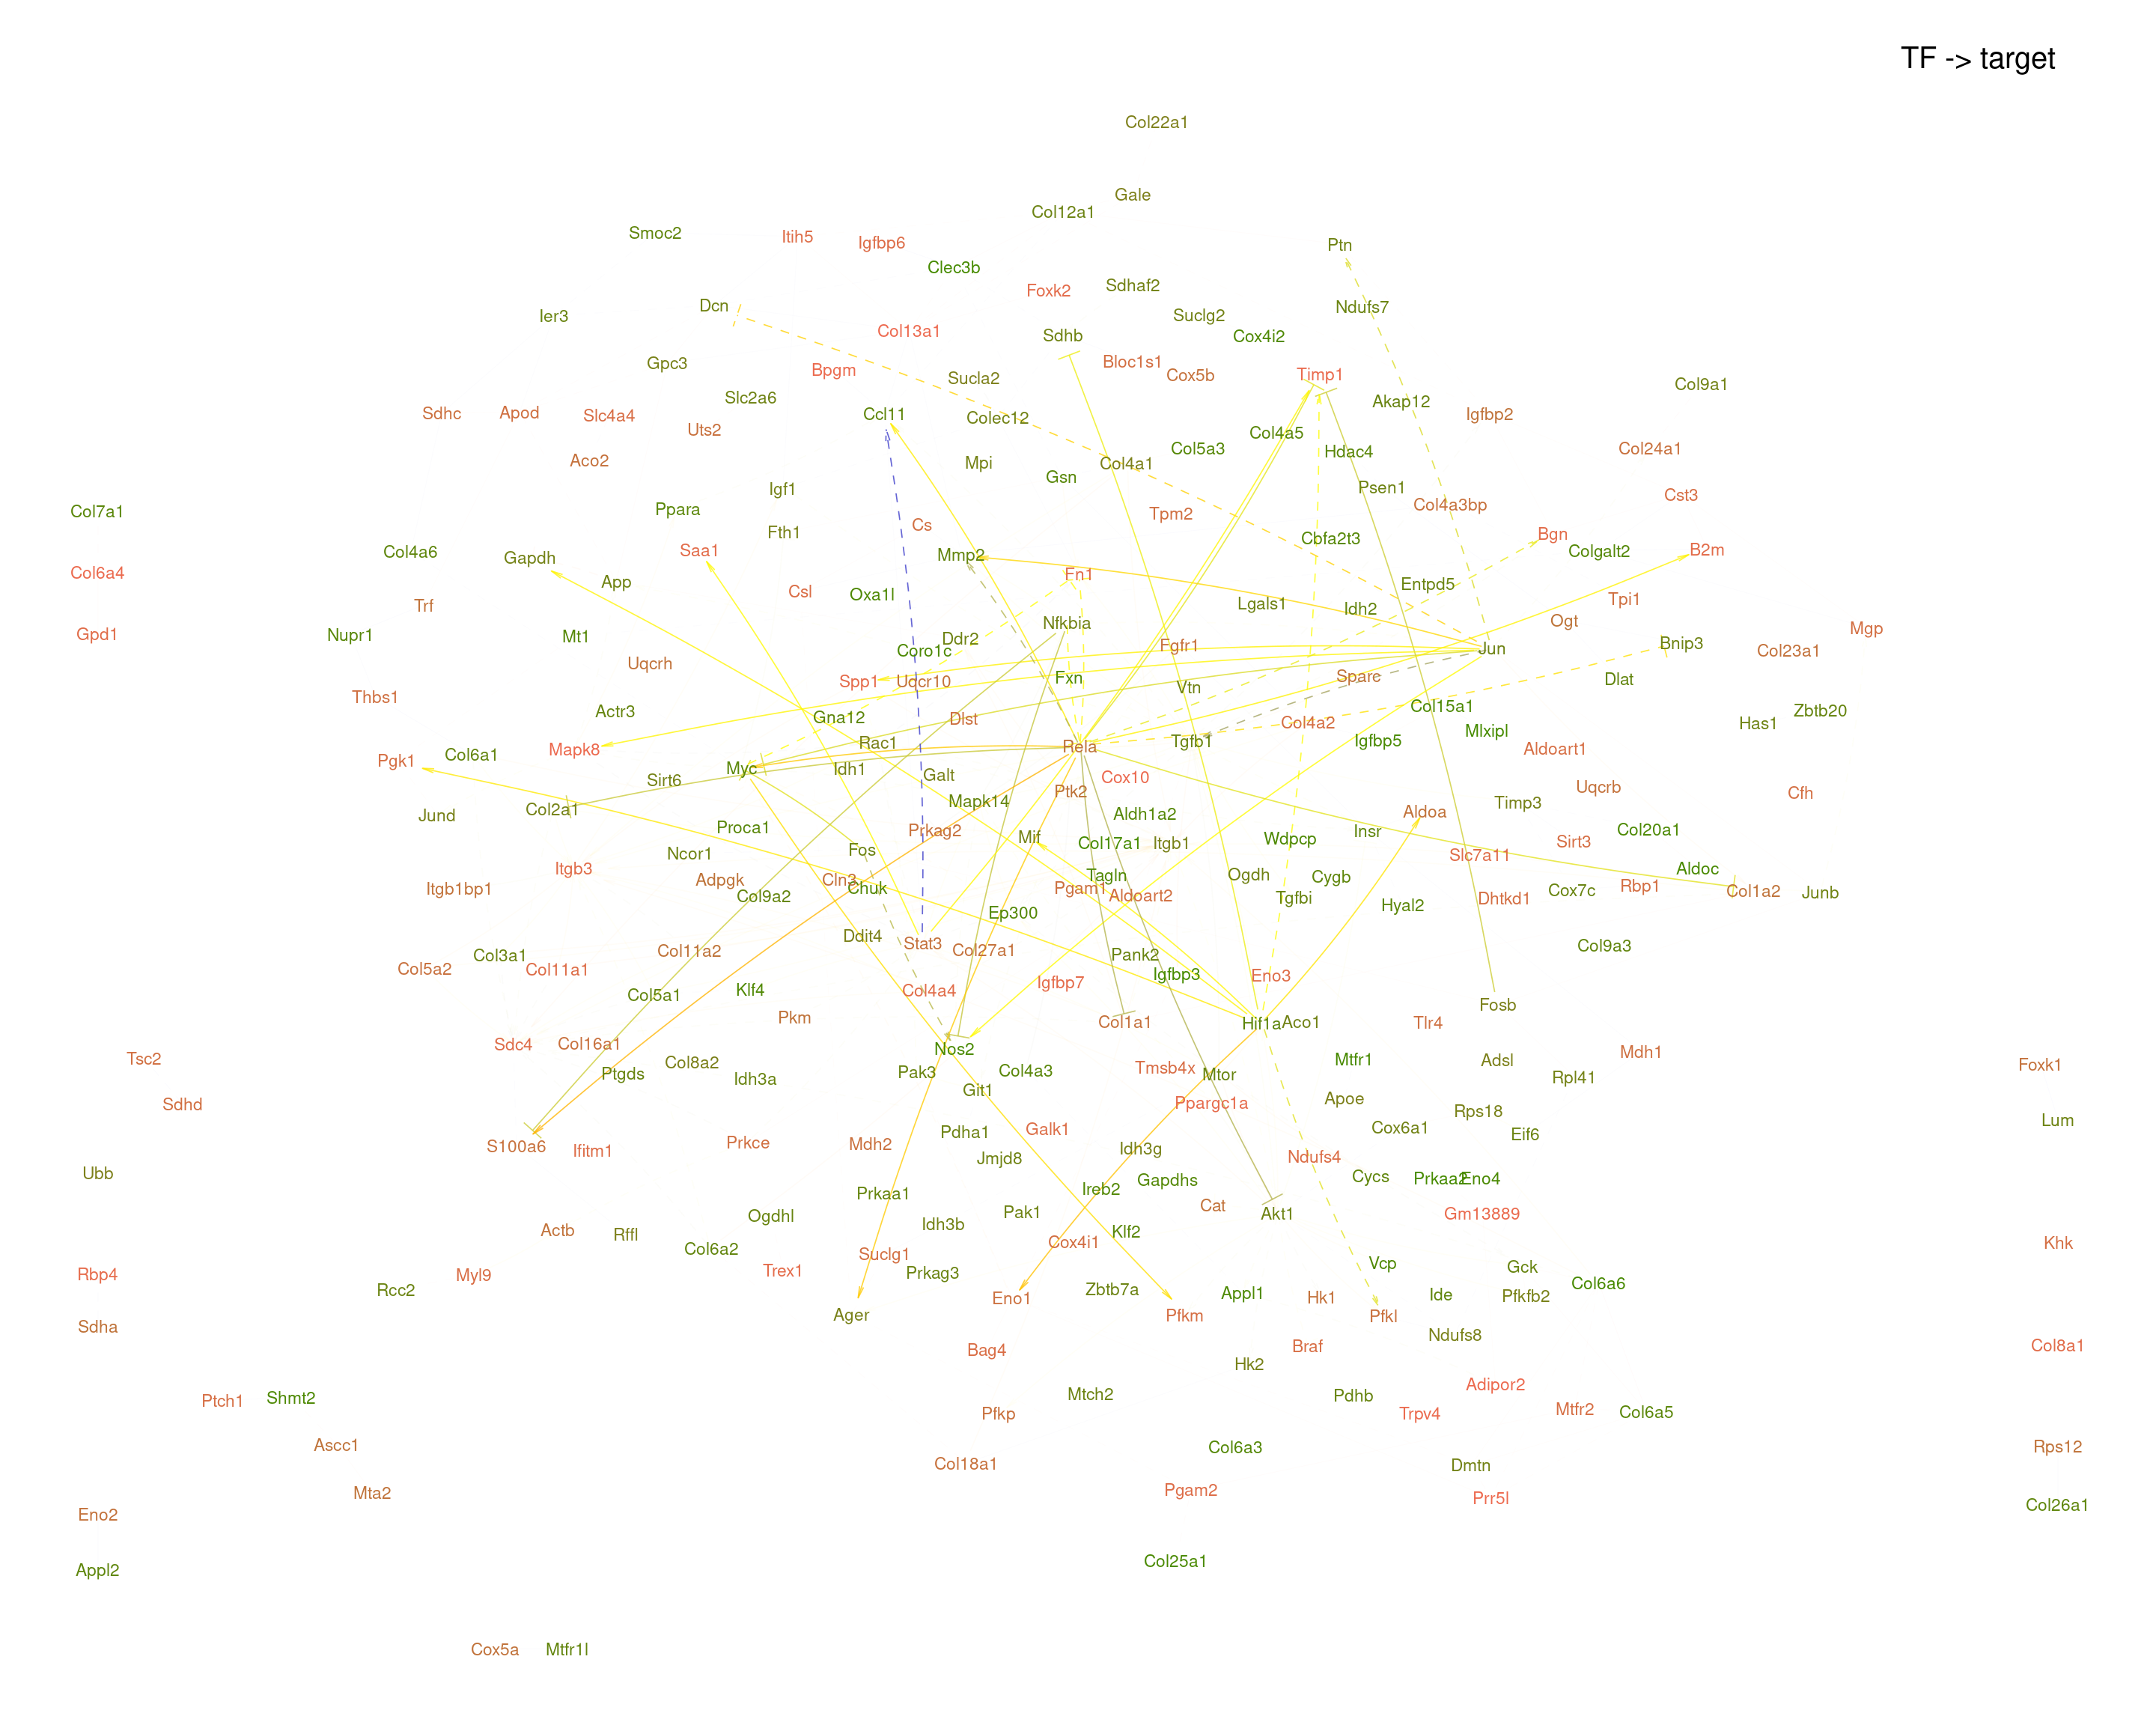 TF -> target
Col22a1
Gale
Col12a1
Smoc2
Itih5
Igfbp6
Ptn
Clec3b
Sdhaf2
Foxk2
Dcn
Ndufs7
Ier3
Suclg2
Col13a1
Sdhb
Cox4i2
Gpc3
Bpgm
Bloc1s1
Cox5b
Timp1
Sucla2
Col9a1
Slc2a6
Akap12
Sdhc
Apod
Slc4a4
Ccl11
Colec12
Igfbp2
Uts2
Col4a5
Col5a3
Hdac4
Col24a1
Aco2
Mpi
Col4a1
Gsn
Igf1
Psen1
Cst3
Col4a3bp
Col7a1
Ppara
Tpm2
Cs
Fth1
Bgn
Cbfa2t3
Col4a6
Gapdh
Saa1
Mmp2
Colgalt2
B2m
Col6a4
App
Fn1
Entpd5
Csl
Oxa1l
Trf
Lgals1
Idh2
Tpi1
Gpd1
Nupr1
Mt1
Nfkbia
Ddr2
Ogt
Mgp
Coro1c
Fgfr1
Jun
Bnip3
Col23a1
Uqcrh
Spp1
Uqcr10
Fxn
Vtn
Sparc
Dlat
Thbs1
Actr3
Gna12
Dlst
Col4a2
Col15a1
Mlxipl
Has1
Zbtb20
Pgk1
Col6a1
Mapk8
Rac1
Rela
Tgfb1
Igfbp5
Aldoart1
Myc
Idh1
Galt
Cox10
Sirt6
Ptk2
Uqcrb
Cfh
Jund
Col2a1
Mapk14
Aldh1a2
Aldoa
Timp3
Proca1
Prkag2
Mif
Col17a1
Itgb1
Wdpcp
Insr
Sirt3
Col20a1
Ncor1
Fos
Slc7a11
Itgb3
Aldoc
Itgb1bp1
Adpgk
Cln3
Chuk
Tagln
Pgam1
Aldoart2
Ogdh
Cygb
Tgfbi
Col9a2
Hyal2
Dhtkd1
Cox7c
Rbp1
Col1a2
Junb
Ep300
Ddit4
Stat3
Col27a1
Col3a1
Col5a2
Col11a1
Col11a2
Pank2
Igfbp3
Eno3
Col9a3
Col5a1
Klf4
Col4a4
Igfbp7
Fosb
Pkm
Col1a1
Hif1a
Aco1
Tlr4
Sdc4
Col16a1
Nos2
Mdh1
Tsc2
Ptgds
Col8a2
Idh3a
Pak3
Col4a3
Git1
Tmsb4x
Mtor
Mtfr1
Adsl
Rpl41
Foxk1
Sdhd
Ppargc1a
Apoe
Rps18
Lum
S100a6
Ifitm1
Prkce
Mdh2
Pdha1
Galk1
Cox6a1
Eif6
Jmjd8
Idh3g
Ndufs4
Ubb
Prkaa1
Ireb2
Gapdhs
Cycs
Prkaa2
Eno4
Ogdhl
Idh3b
Pak1
Cat
Akt1
Gm13889
Actb
Rffl
Col6a2
Suclg1
Cox4i1
Klf2
Khk
Rbp4
Rcc2
Myl9
Trex1
Prkag3
Vcp
Gck
Col6a6
Eno1
Zbtb7a
Appl1
Hk1
Ide
Pfkfb2
Sdha
Ager
Pfkm
Pfkl
Ndufs8
Bag4
Hk2
Braf
Col8a1
Ptch1
Shmt2
Mtch2
Pdhb
Adipor2
Pfkp
Trpv4
Mtfr2
Col6a5
Ascc1
Col18a1
Col6a3
Rps12
Mta2
Pgam2
Dmtn
Prr5l
Eno2
Col26a1
Appl2
Col25a1
Cox5a
Mtfr1l